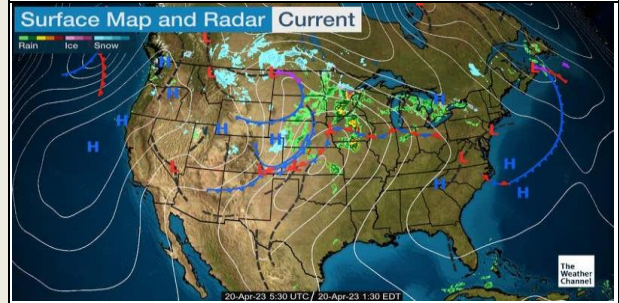 Surface Map and Radar Current
Rain Ice Snow
L
L
H
L
L
H
H
H
H
H
H
L
L
L
H
L
L
H
H
H
The
Weather
Channel
20-Apr-23 5:30 UTC / 20-Apr-23 1:30 EDT